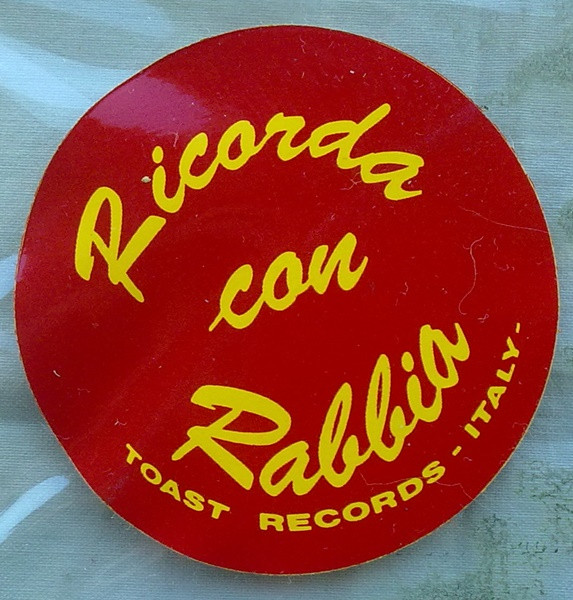 Ricorda
con
Rabbia
TOAST RECORDS - ITALY -